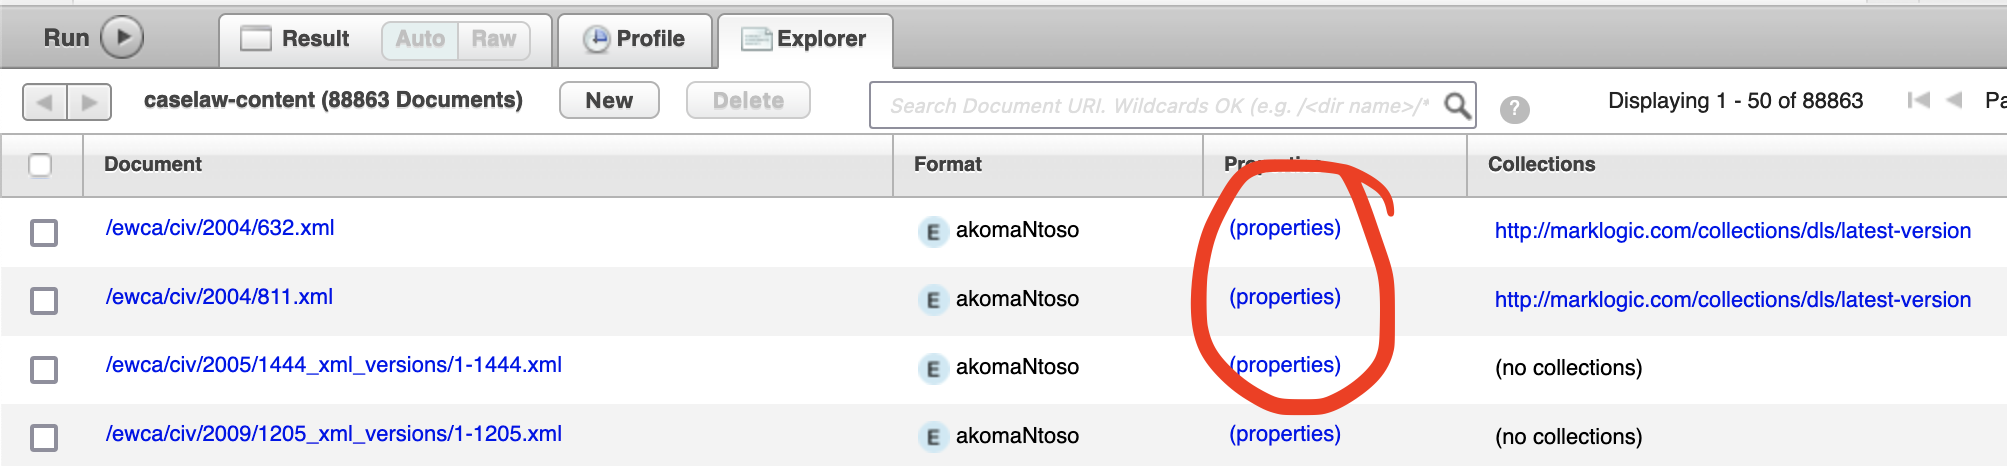 Run Result Auto Raw Profile Explorer
caselaw-content (88863 Documents) New Delete Search Document URI. Wildcards OK (e.g. /<dir name>/* ? Displaying 1 - 50 of 88863
Document Format Properties Collections
/ewca/civ/2004/632.xml E akomaNtoso (properties) http://marklogic.com/collections/dls/latest-version
/ewca/civ/2004/811.xml E akomaNtoso (properties) http://marklogic.com/collections/dls/latest-version
/ewca/civ/2005/1444_xml_versions/1-1444.xml E akomaNtoso (properties) (no collections)
/ewca/civ/2009/1205_xml_versions/1-1205.xml E akomaNtoso (properties) (no collections)